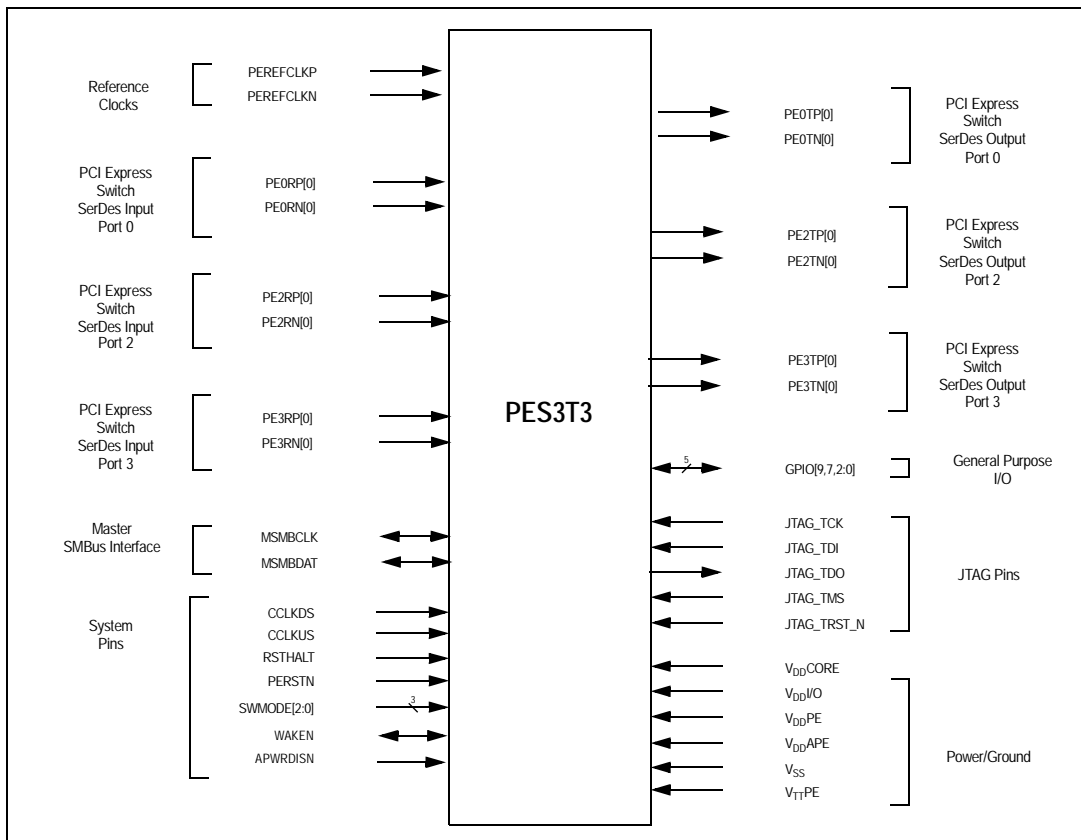 Reference
Clocks
PEREFCLKP
PEREFCLKN
PCI Express
Switch
SerDes Input
Port 0
PE0RP[0]
PE0RN[0]
PCI Express
Switch
SerDes Input
Port 2
PE2RP[0]
PE2RN[0]
PCI Express
Switch
SerDes Input
Port 3
PE3RP[0]
PE3RN[0]
Master
SMBus Interface
MSMBCLK
MSMBDAT
System
Pins
CCLKDS
CCLKUS
RSTHALT
PERSTN
SWMODE[2:0]
3
WAKEN
APWRDISN
PES3T3
PE0TP[0]
PE0TN[0]
PCI Express
Switch
SerDes Output
Port 0
PE2TP[0]
PE2TN[0]
PCI Express
Switch
SerDes Output
Port 2
PE3TP[0]
PE3TN[0]
PCI Express
Switch
SerDes Output
Port 3
5
GPIO[9,7,2:0]
General Purpose
I/O
JTAG_TCK
JTAG_TDI
JTAG_TDO
JTAG_TMS
JTAG_TRST_N
JTAG Pins
VDDCORE
VDDI/O
VDDPE
VDDAPE
VSS
VTTPE
Power/Ground